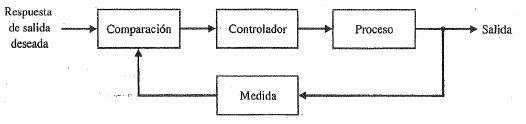 Respuesta
de salida
deseada
Comparación
Controlador
Proceso
Salida
Medida